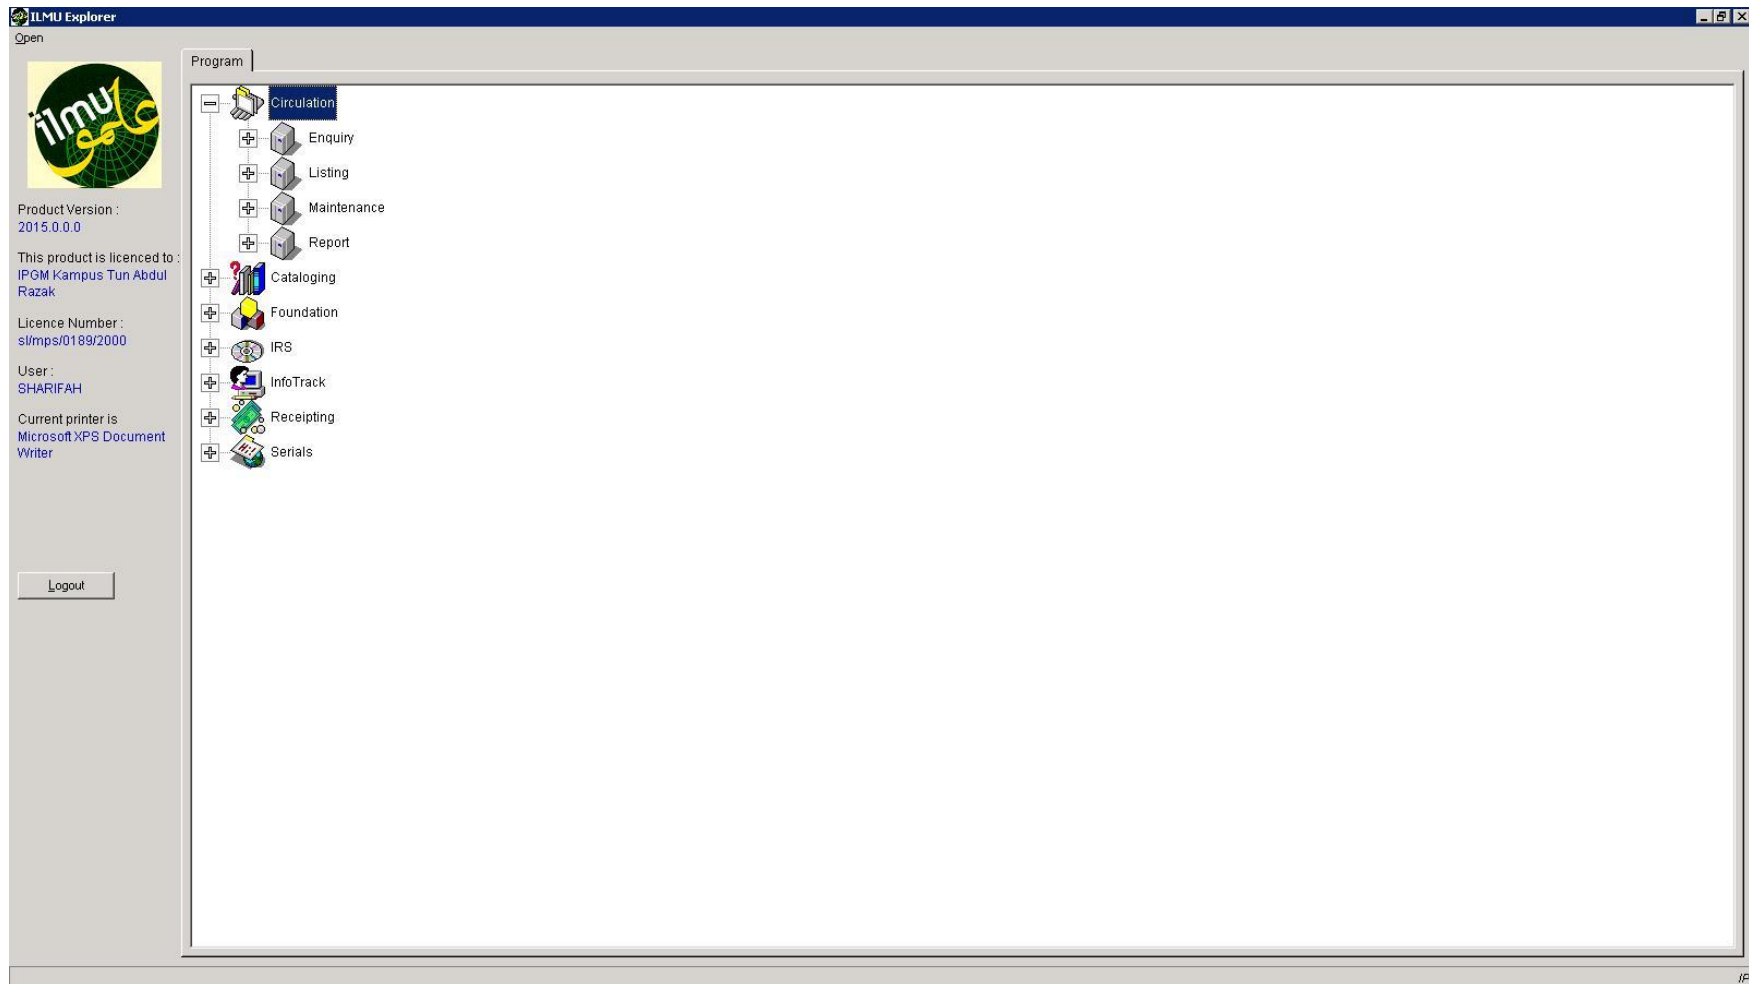 ILMU Explorer
Open
Program
ilmu
علمو
Product Version :
2015.0.0.0
This product is licenced to :
IPGM Kampus Tun Abdul
Razak
Licence Number :
sl/mps/0189/2000
User :
SHARIFAH
Current printer is
Microsoft XPS Document
Writer
Logout
Circulation
Enquiry
Listing
Maintenance
Report
Cataloging
Foundation
IRS
InfoTrack
Receipting
Serials